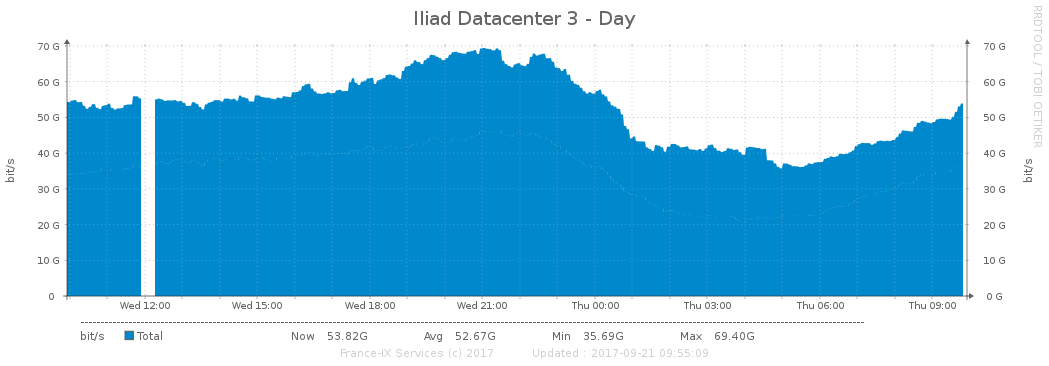 Iliad Datacenter 3 - Day
RRDTOOL / TOBI OETIKER
bit/s
bit/s
70 G 70 G
60 G 60 G
50 G 50 G
40 G 40 G
30 G 30 G
20 G 20 G
10 G 10 G
0 0 G
Wed 12:00 Wed 15:00 Wed 18:00 Wed 21:00 Thu 00:00 Thu 03:00 Thu 06:00 Thu 09:00
bit/s Total Now 53.82G Avg 52.67G Min 35.69G Max 69.40G
France-IX Services (c) 2017 Updated : 2017-09-21 09:55:09